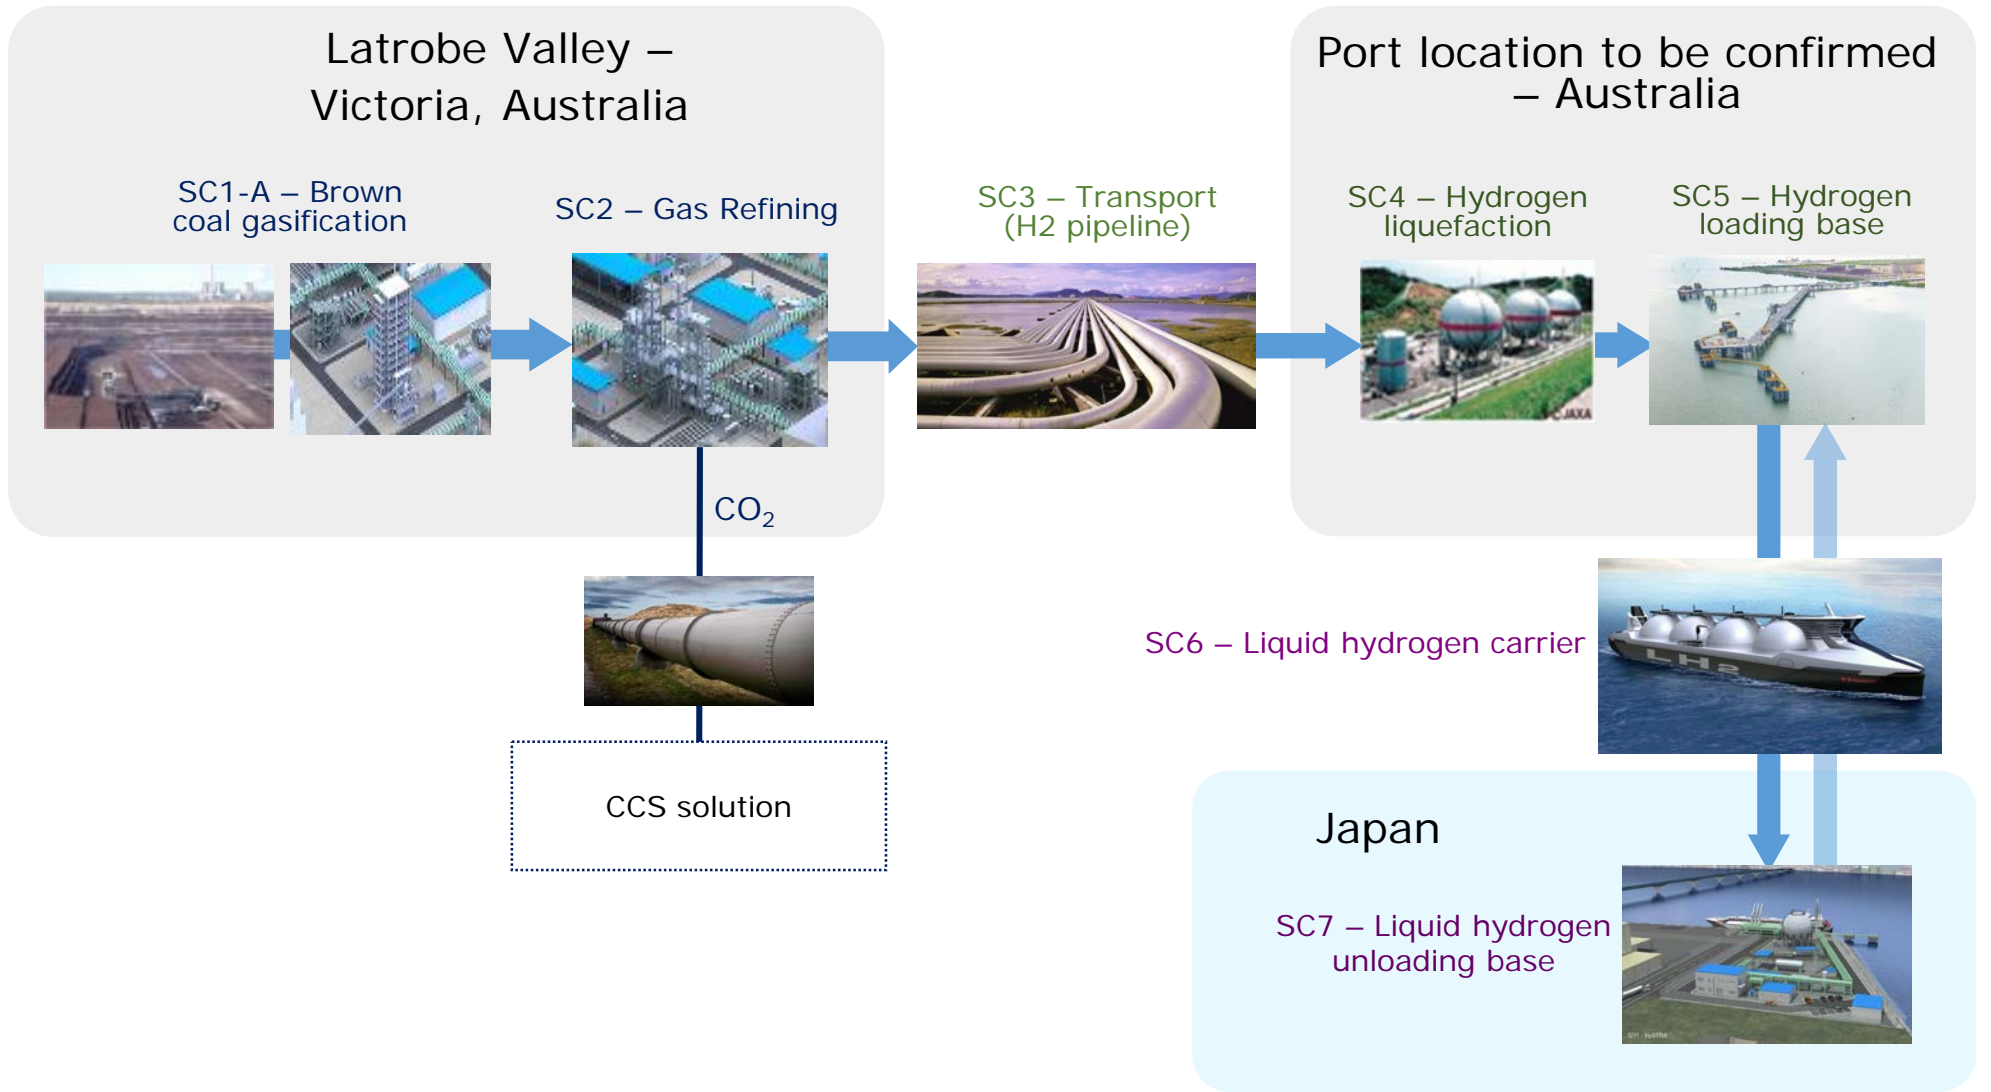 Latrobe Valley –
Victoria, Australia
Port location to be confirmed
– Australia
SC1-A – Brown
coal gasification
SC2 – Gas Refining
SC3 – Transport
(H2 pipeline)
SC4 – Hydrogen
liquefaction
SC5 – Hydrogen
loading base
© JAXA
CO₂
SC6 – Liquid hydrogen carrier
LH2
CCS solution
Japan
SC7 – Liquid hydrogen
unloading base